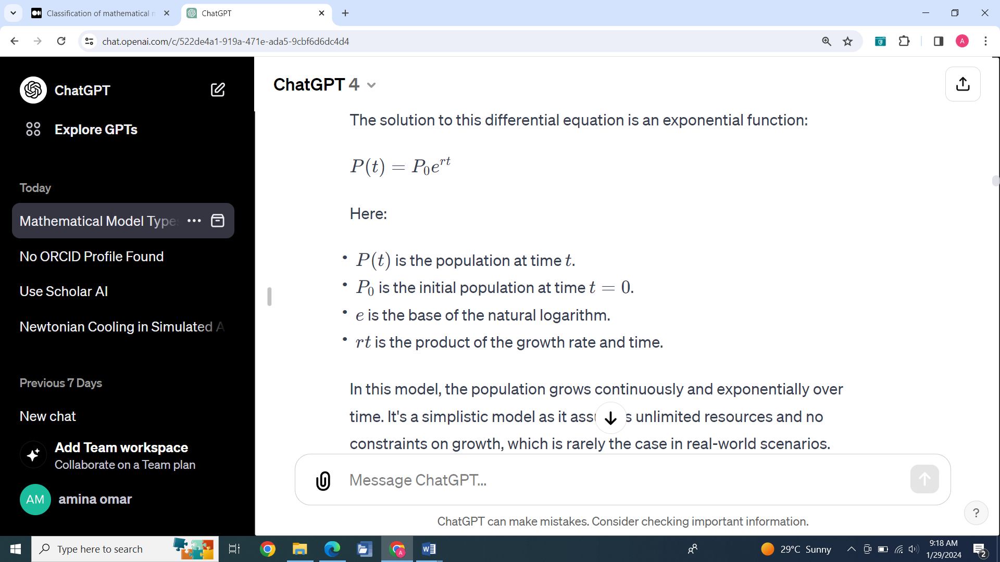 Classification of mathematical
ChatGPT
chat.openai.com/c/522de4a1-919a-471e-ada5-9cbf6d6dc4d4
A
ChatGPT
Explore GPTs
Today
Mathematical Model Types
No ORCID Profile Found
Use Scholar AI
Newtonian Cooling in Simulated A
Previous 7 Days
New chat
Add Team workspace
Collaborate on a Team plan
AM
amina omar
ChatGPT 4
The solution to this differential equation is an exponential function:
P(t) = P₀eʳᵗ
Here:
• P(t) is the population at time t.
• P₀ is the initial population at time t = 0.
• e is the base of the natural logarithm.
• rt is the product of the growth rate and time.
In this model, the population grows continuously and exponentially over
time. It's a simplistic model as it ass s unlimited resources and no
constraints on growth, which is rarely the case in real-world scenarios.
Message ChatGPT...
ChatGPT can make mistakes. Consider checking important information.
?
Type here to search
A
W
29°C Sunny
9:18 AM
1/29/2024
2